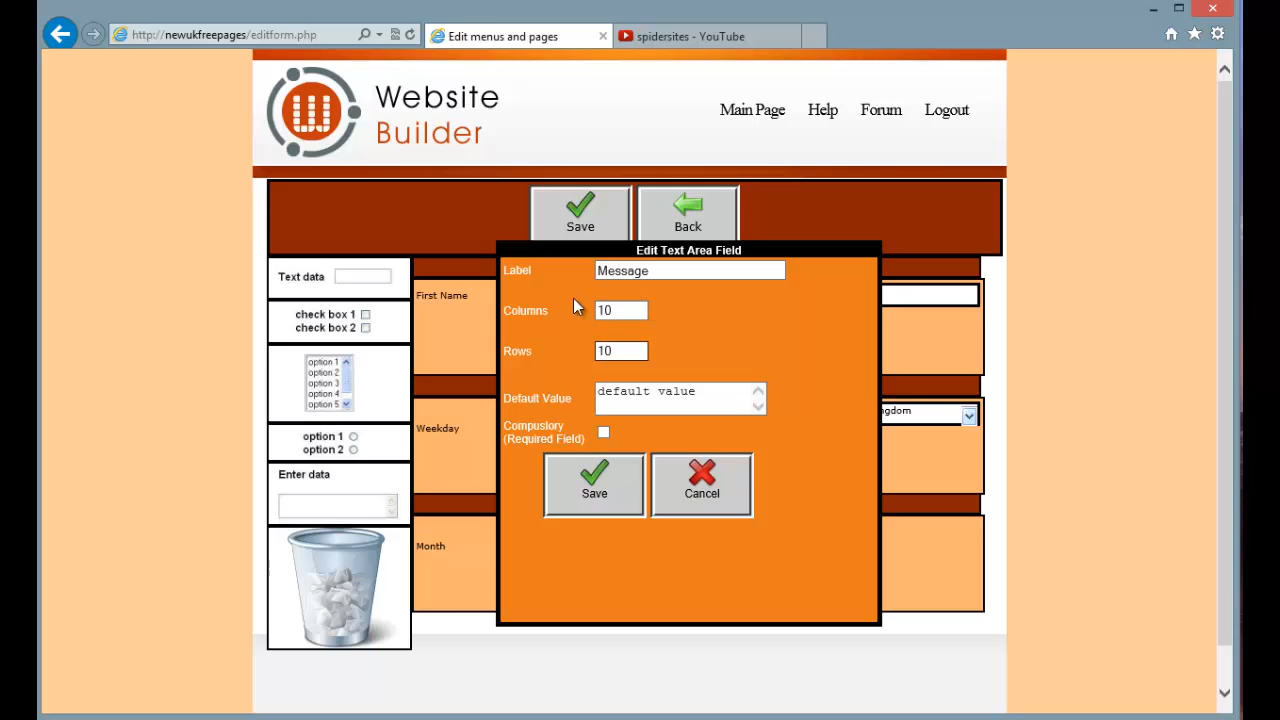 http://newukfreepages/editform.php
Edit menus and pages
spidersites - YouTube
Website
Builder
Main Page
Help
Forum
Logout
Save
Back
Edit Text Area Field
Label
Message
Columns
10
Rows
10
Default Value
default value
Compuslory
(Required Field)
Save
Cancel
Text data
check box 1
check box 2
option 1
option 2
option 3
option 4
option 5
option 1
option 2
Enter data
First Name
Weekday
Month
ngdom